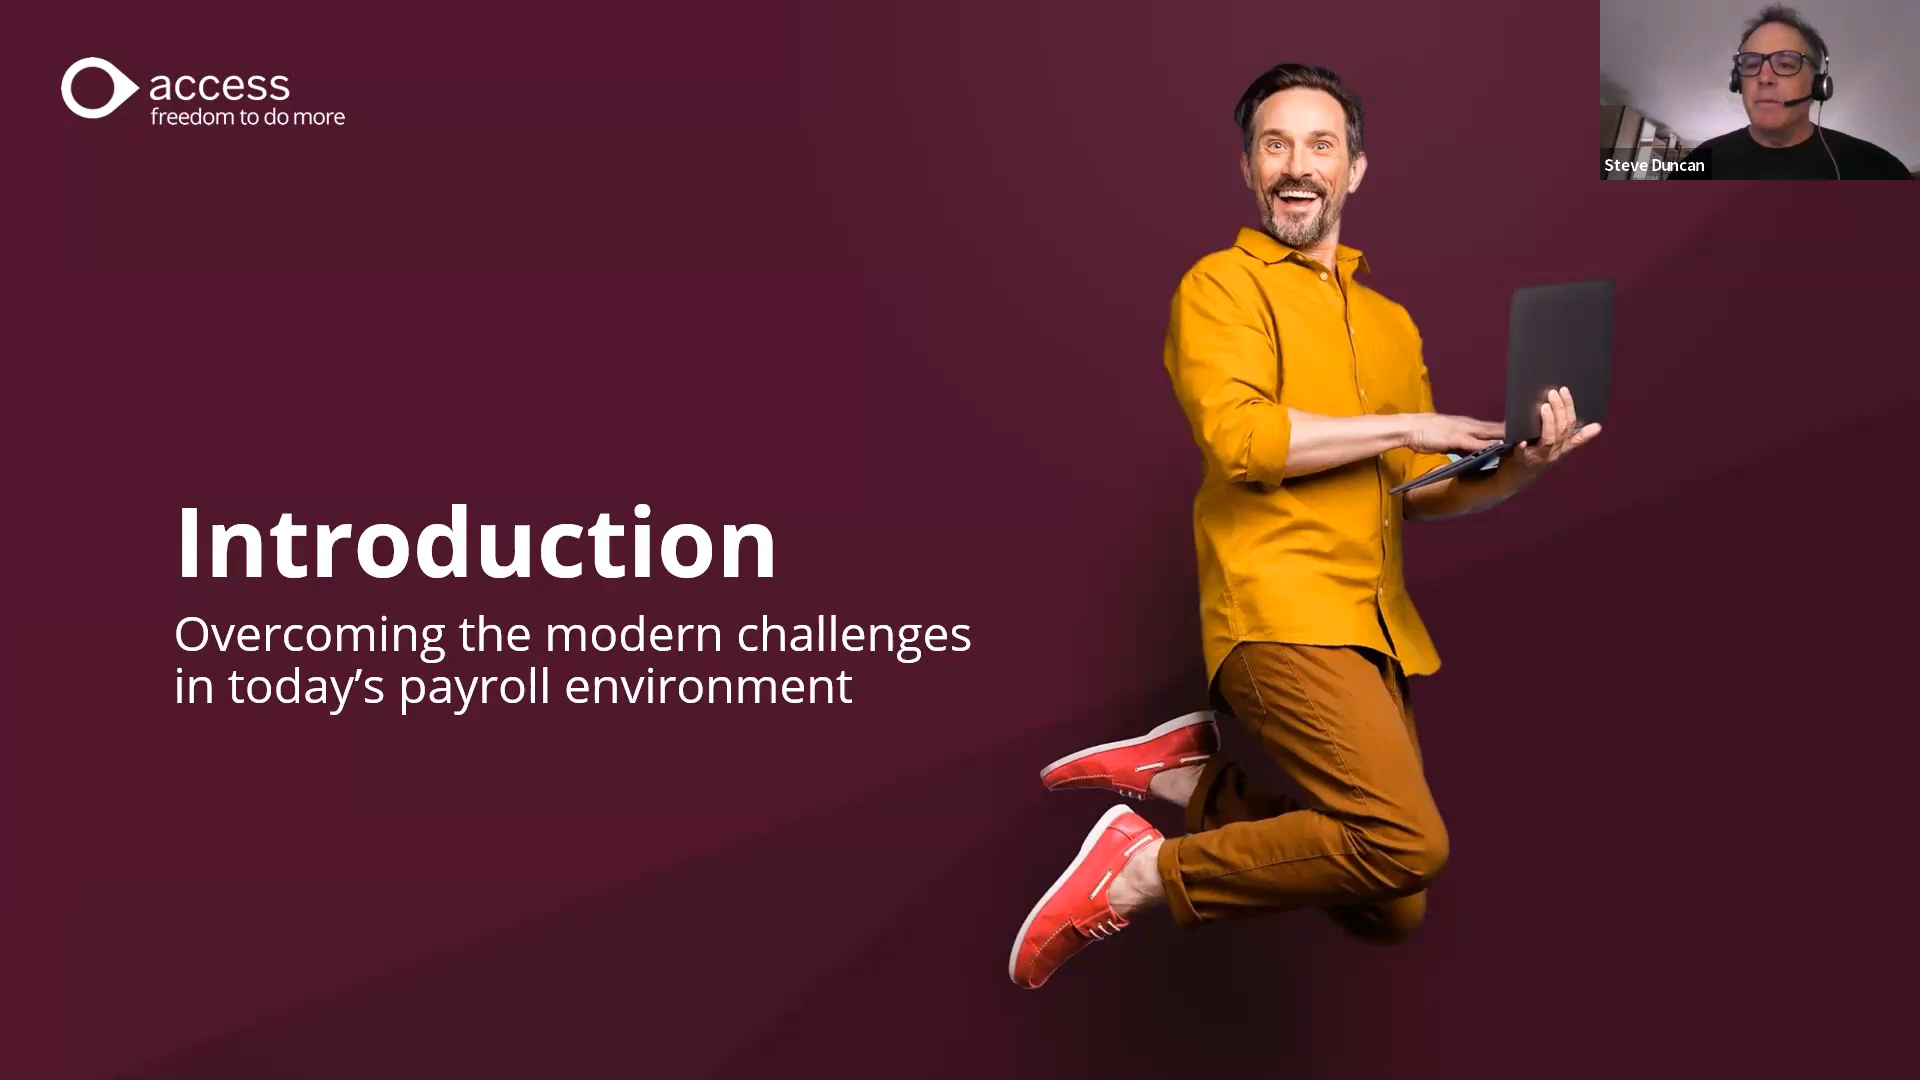 access
freedom to do more
Steve Duncan
Introduction
Overcoming the modern challenges
in today’s payroll environment